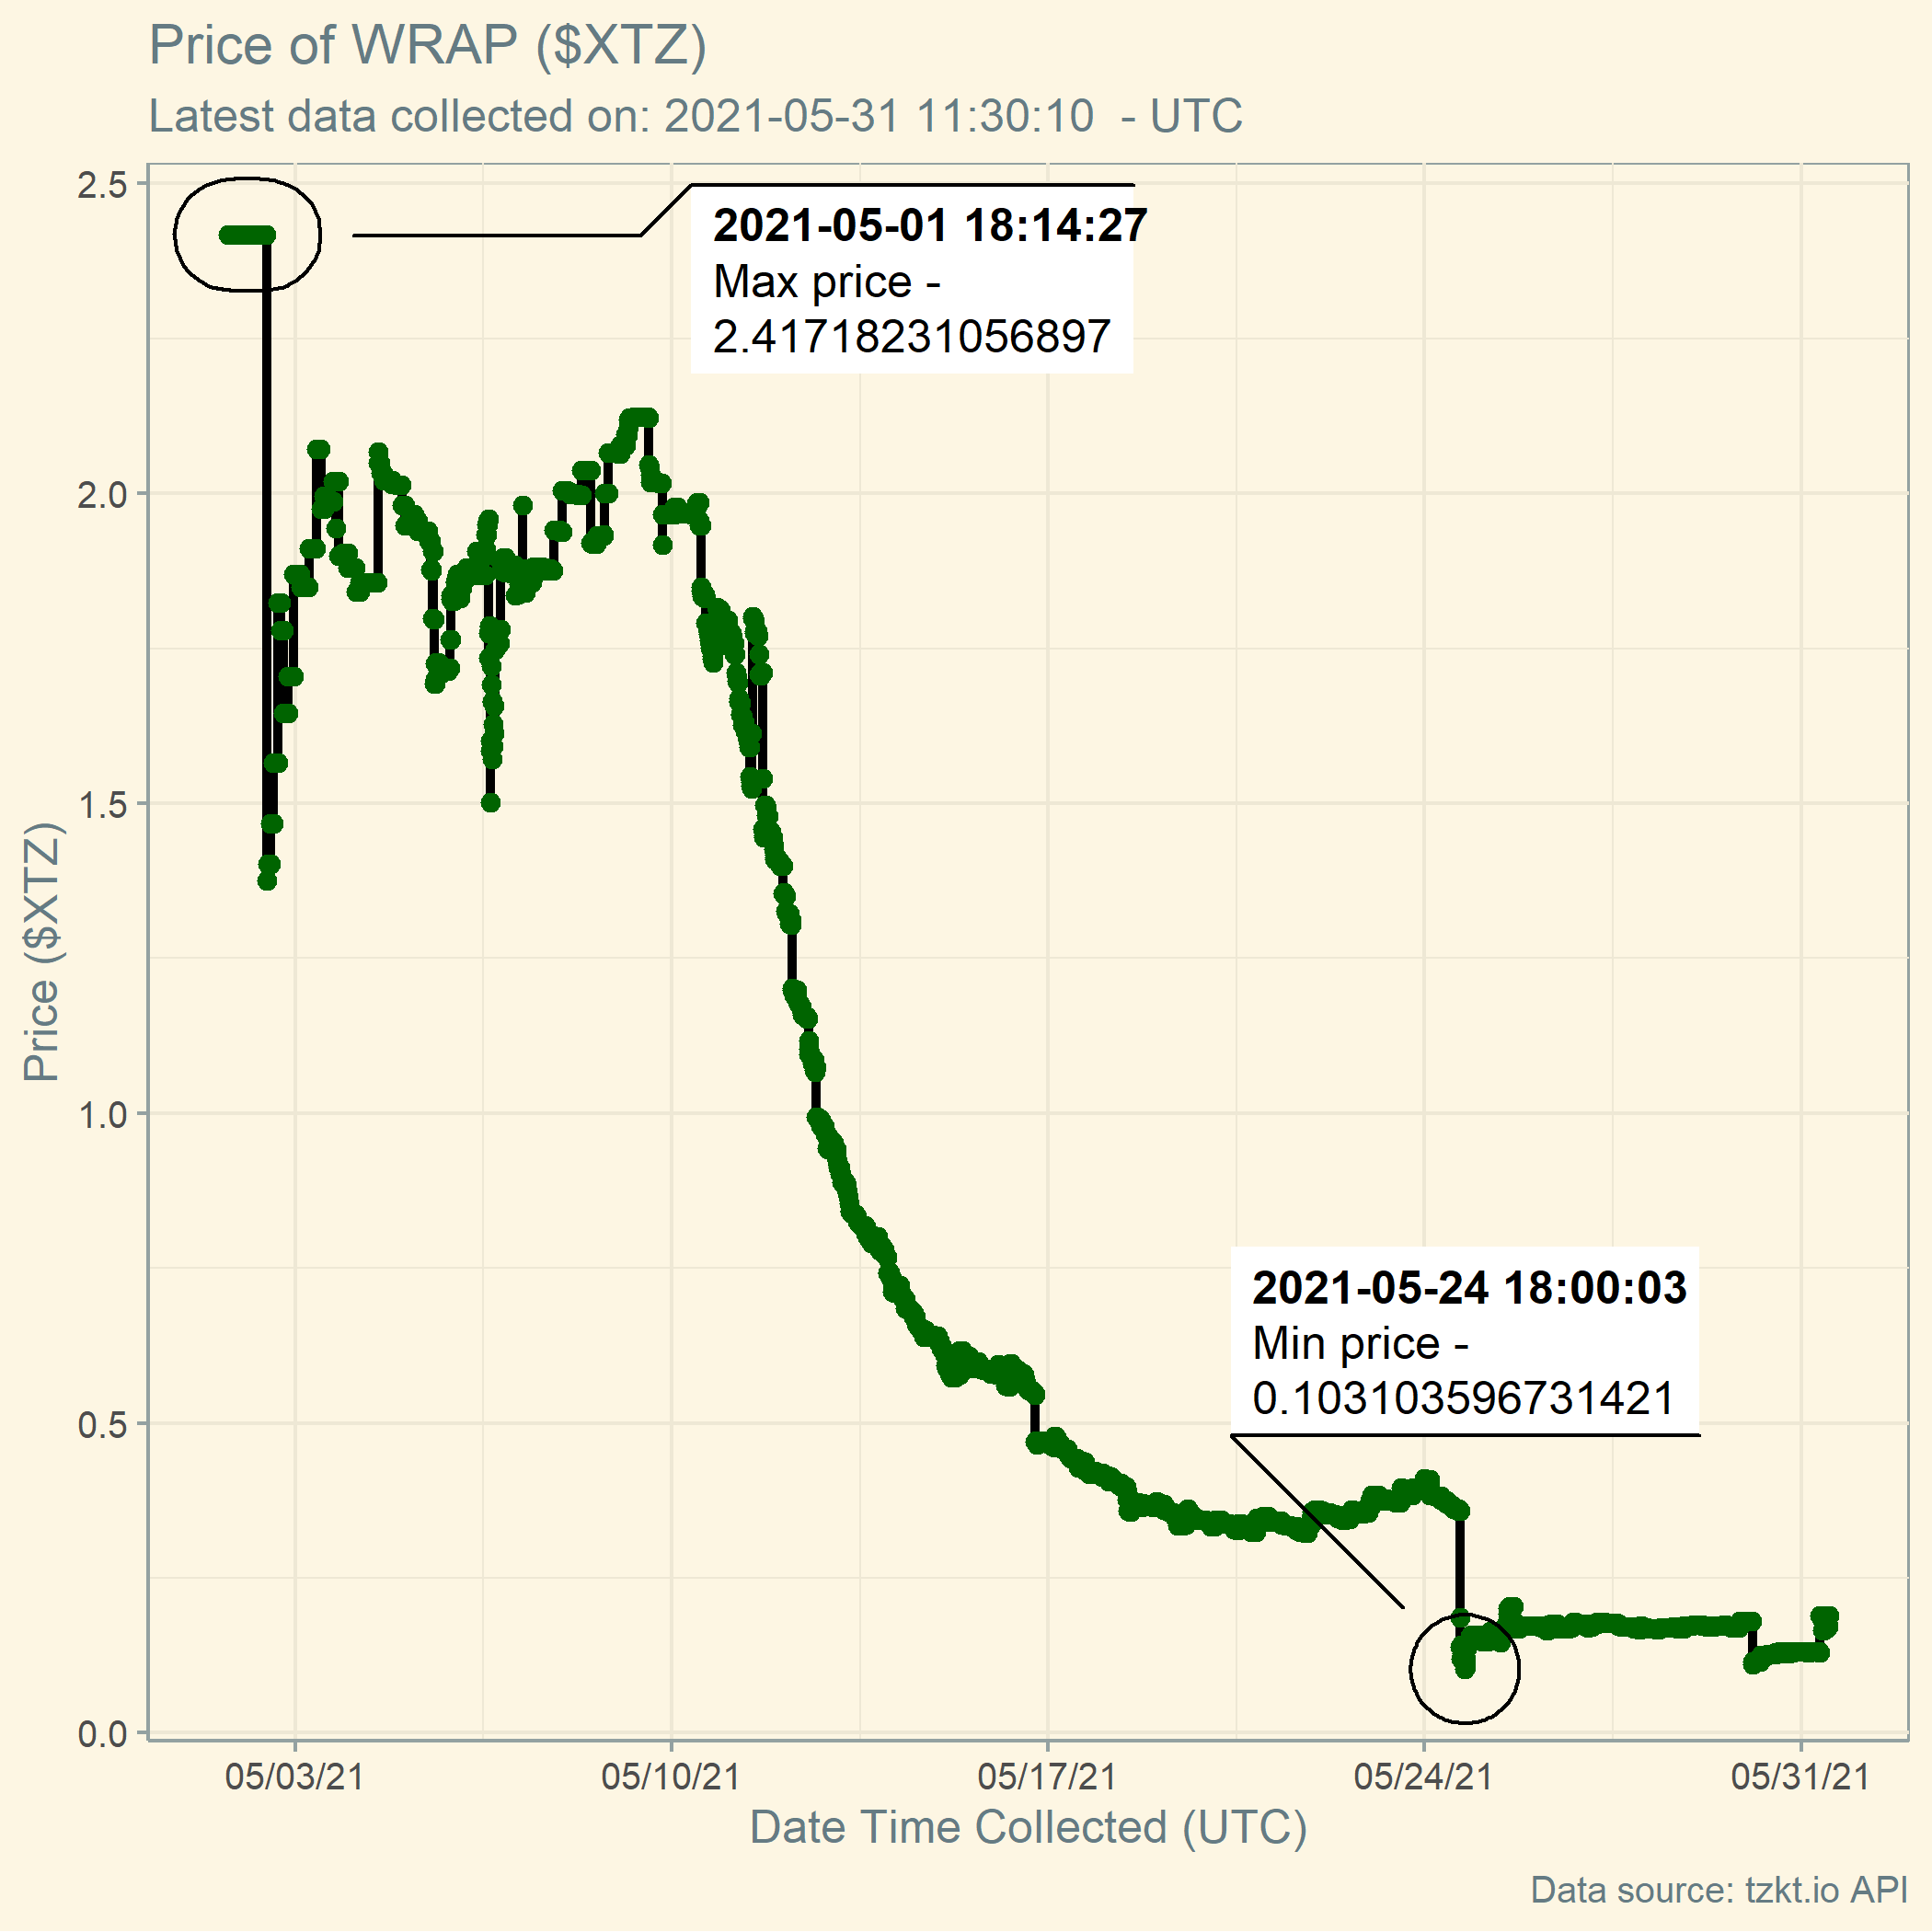 Price of WRAP ($XTZ)
Latest data collected on: 2021-05-31 11:30:10  - UTC
2.5
2021-05-01 18:14:27
Max price -
2.41718231056897
2.0
1.5
Price ($XTZ)
1.0
2021-05-24 18:00:03
Min price -
0.103103596731421
0.5
0.0
05/03/21 05/10/21 05/17/21 05/24/21 05/31/21
Date Time Collected (UTC)
Data source: tzkt.io API